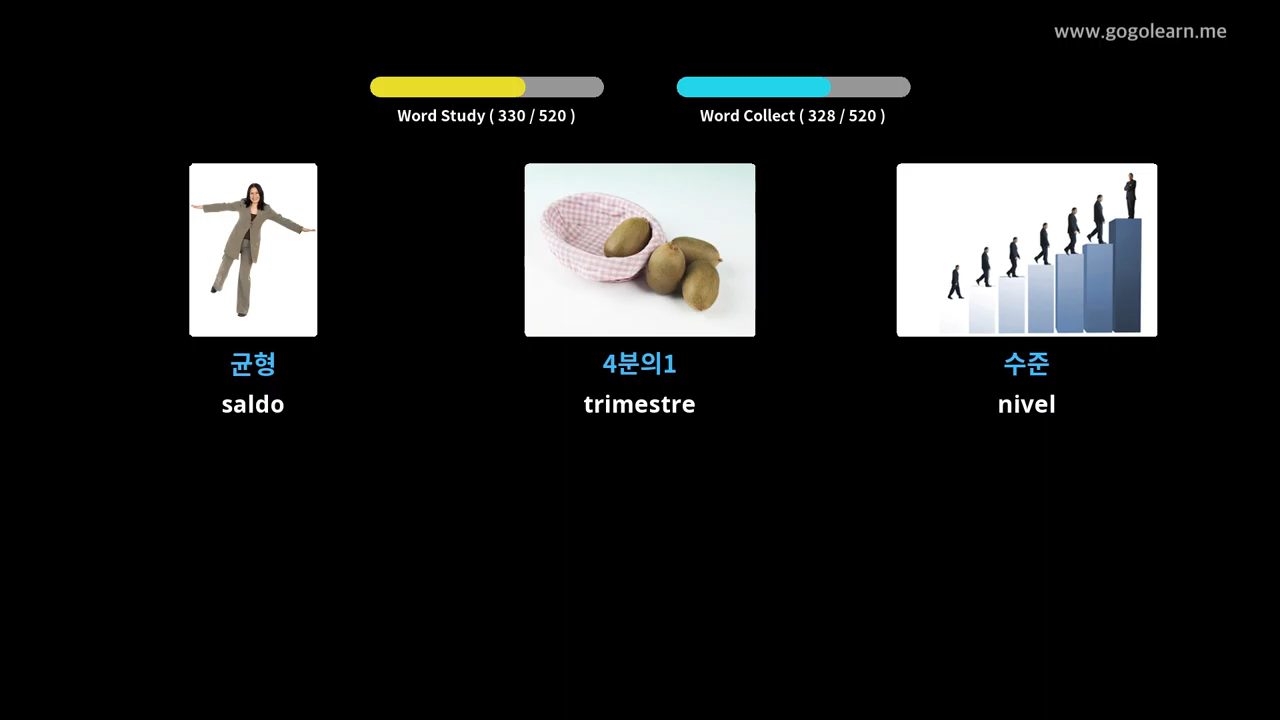 www.gogolearn.me
Word Study ( 330 / 520 )
Word Collect ( 328 / 520 )
균형
saldo
4분의1
trimestre
수준
nivel